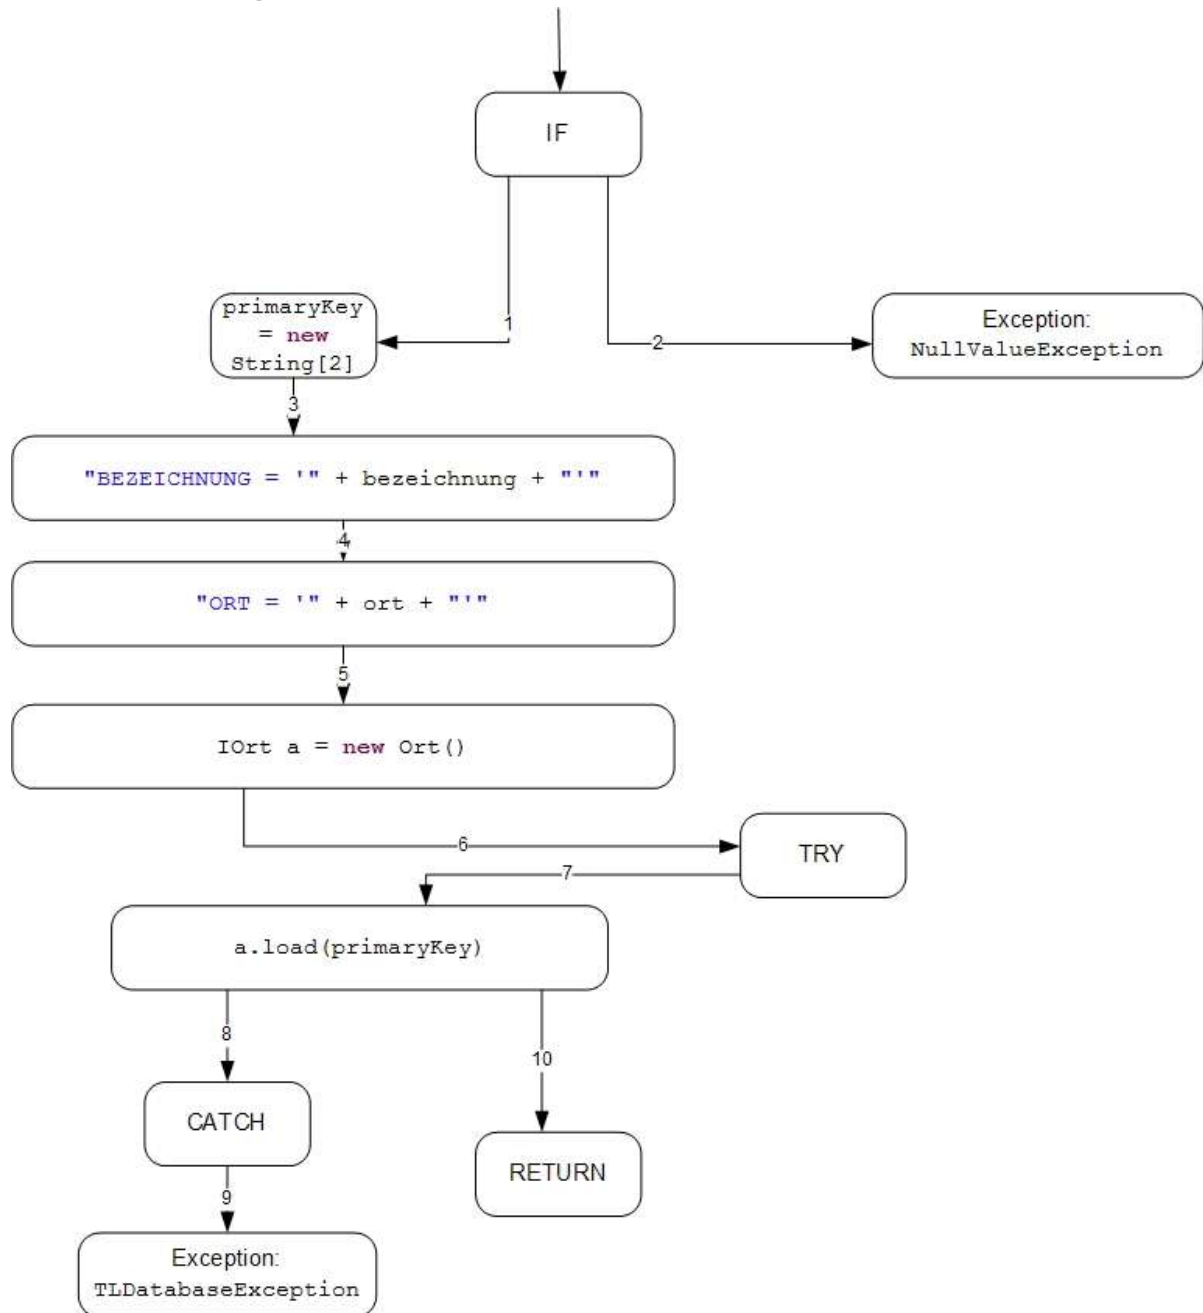 IF
1
2
primaryKey
= new
String[2]
Exception:
NullValueException
3
"BEZEICHNUNG = '" + bezeichnung + "'"
4
"ORT = '" + ort + "'"
5
IOrt a = new Ort()
6
TRY
7
a.load(primaryKey)
8
10
CATCH
RETURN
9
Exception:
TLDatabaseException